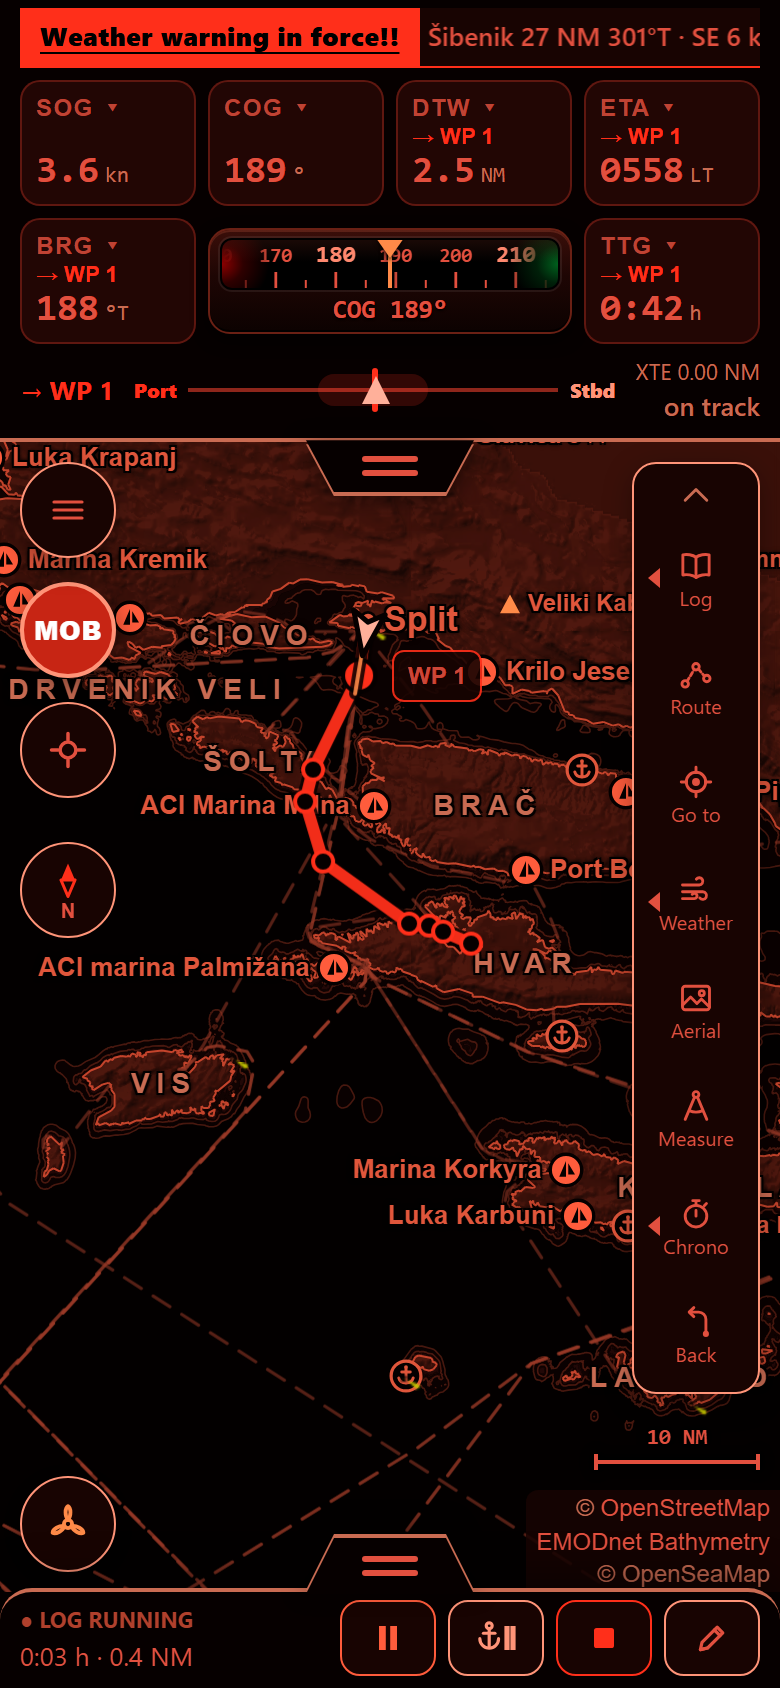 Weather warning in force!!
Šibenik 27 NM 301°T · SE 6 k
SOG
3.6 kn
COG
189 °
DTW
→ WP 1
2.5 NM
ETA
→ WP 1
0558 LT
BRG
→ WP 1
188 °T
170 180 190 200 210
COG 189°
TTG
→ WP 1
0:42 h
→ WP 1
Port
Stbd
XTE 0.00 NM
on track
Luka Krapanj
Marina Kremik
MOB
ČIOVO
Split
Veliki Ka
DRVENIK VELI
WP 1
Krilo Jese
ŠOLT
BRAČ
ACI Marina M na
Port B
N
ACI marina Palmižana
HVAR
VIS
Marina Korkyra
Luka Karbuni
K
LA
Log
Route
Go to
Weather
Aerial
Measure
Chrono
Back
10 NM
© OpenStreetMap
EMODnet Bathymetry
© OpenSeaMap
● LOG RUNNING
0:03 h · 0.4 NM